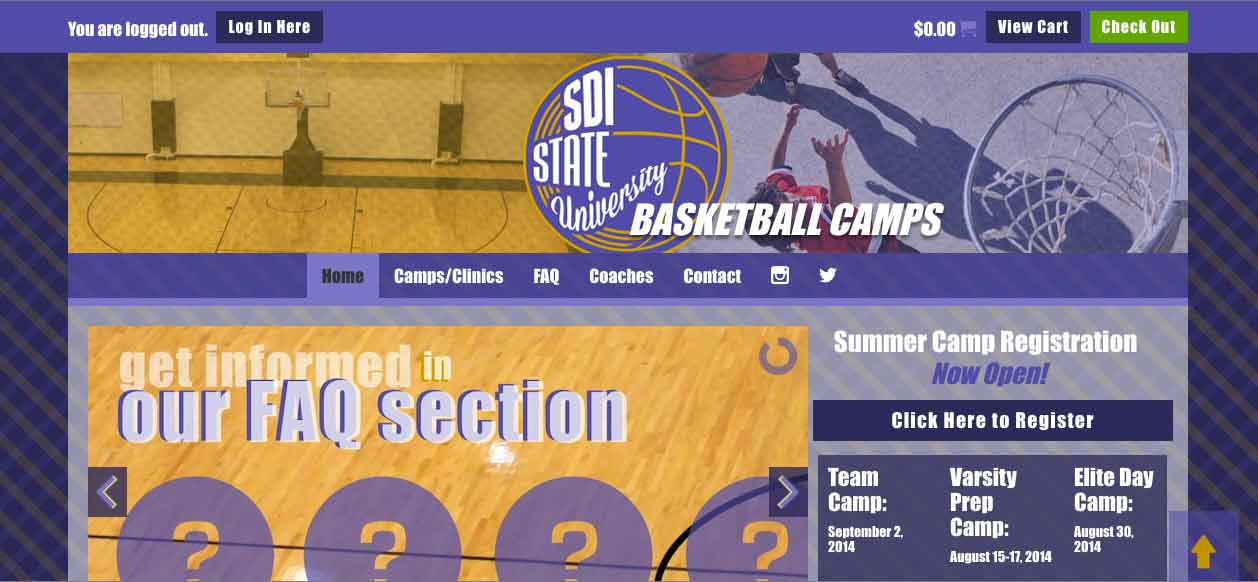 You are logged out. Log In Here $0.00 View Cart Check Out
SDI
STATE
University
BASKETBALL CAMPS
Home Camps/Clinics FAQ Coaches Contact
get informed in
our FAQ section
? ? ? ?
Summer Camp Registration
Now Open!
Click Here to Register
Team
Camp:
September 2,
2014
Varsity
Prep
Camp:
August 15-17, 2014
Elite Day
Camp:
August 30,
2014